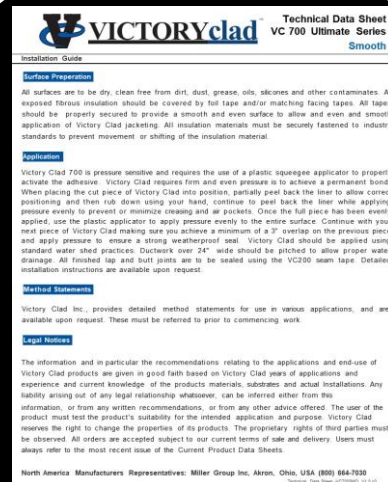 VICTORYclad™
Technical Data Sheet
VC 700 Ultimate Series
Smooth
Installation Guide
Surface Preperation
All surfaces are to be dry, clean free from dirt, dust, grease, oils, silicones and other contaminates. A
exposed fibrous insulation should be covered by foil tape and/or matching facing tapes. All tape
should be properly secured to provide a smooth and even surface to allow and even and smooth
application of Victory Clad jacketing. All insulation materials must be securely fastened to industr
standards to prevent movement or shifting of the insulation material.
Application
Victory Clad 700 is pressure sensitive and requires the use of a plastic squeegee applicator to properl
activate the adhesive. Victory Clad requires firm and even pressure is to achieve a permanent bond
When placing the cut piece of Victory Clad into position, partially peel back the liner to allow correc
positioning and then rub down using your hand, continue to peel back the liner while applying
pressure evenly to prevent or minimize creasing and air pockets. Once the full piece has been evenl
applied, use the plastic applicator to apply pressure evenly to the entire surface. Continue with you
next piece of Victory Clad making sure you achieve a minimum of a 3" overlap on the previous piece
and apply pressure to ensure a strong weatherproof seal. Victory Clad should be applied using
standard water shed practices. Ductwork over 24" wide should be pitched to allow proper wate
drainage. All finished lap and butt joints are to be sealed using the VC200 seam tape. Detailed
installation instructions are available upon request.
Method Statements
Victory Clad Inc., provides detailed method statements for use in various applications, and are
available upon request. These must be referred to prior to commencing work.
Legal Notices
The information and in particular the recommendations relating to the applications and end-use of
Victory Clad products are given in good faith based on Victory Clad years of applications and
experience and current knowledge of the products materials, substrates and actual Installations. Any
liability arising out of any legal relationship whatsoever, can be inferred either from this
information, or from any written recommendations, or from any other advice offered. The user of the
product must test the product's suitability for the intended application and purpose. Victory Clad
reserves the right to change the properties of its products. The proprietary rights of third parties must
be observed. All orders are accepted subject to our current terms of sale and delivery. Users must
always refer to the most recent issue of the Current Product Data Sheets.
North America Manufacturers Representatives: Miller Group Inc, Akron, Ohio, USA (800) 664-7030
Technical Data Sheet